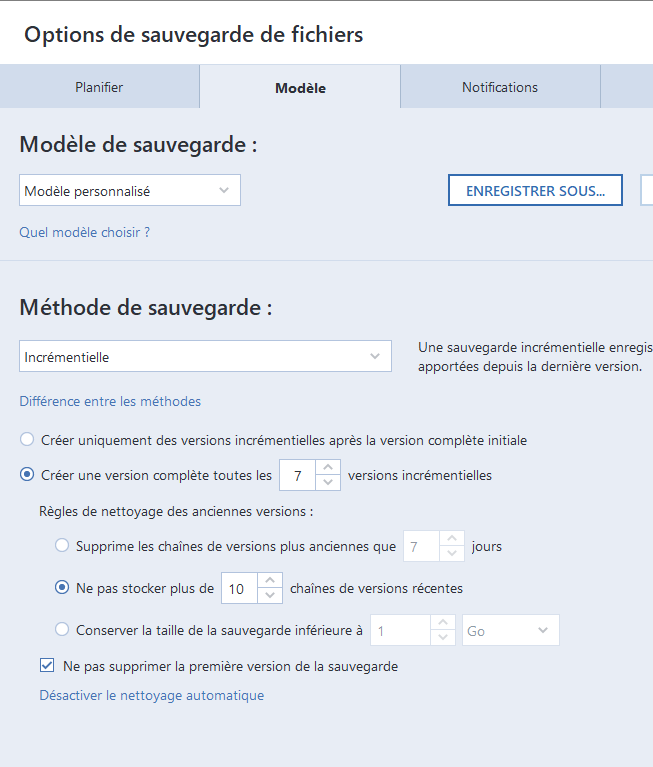 Options de sauvegarde de fichiers
Planifier
Modèle
Notifications
Modèle de sauvegarde :
Modèle personnalisé
ENREGISTRER SOUS...
Quel modèle choisir ?
Méthode de sauvegarde :
Incrémentielle
Une sauvegarde incrémentielle enregis
apportées depuis la dernière version.
Différence entre les méthodes
Créer uniquement des versions incrémentielles après la version complète initiale
Créer une version complète toutes les 7 versions incrémentielles
Règles de nettoyage des anciennes versions :
Supprime les chaînes de versions plus anciennes que 7 jours
Ne pas stocker plus de 10 chaînes de versions récentes
Conserver la taille de la sauvegarde inférieure à 1 Go
Ne pas supprimer la première version de la sauvegarde
Désactiver le nettoyage automatique